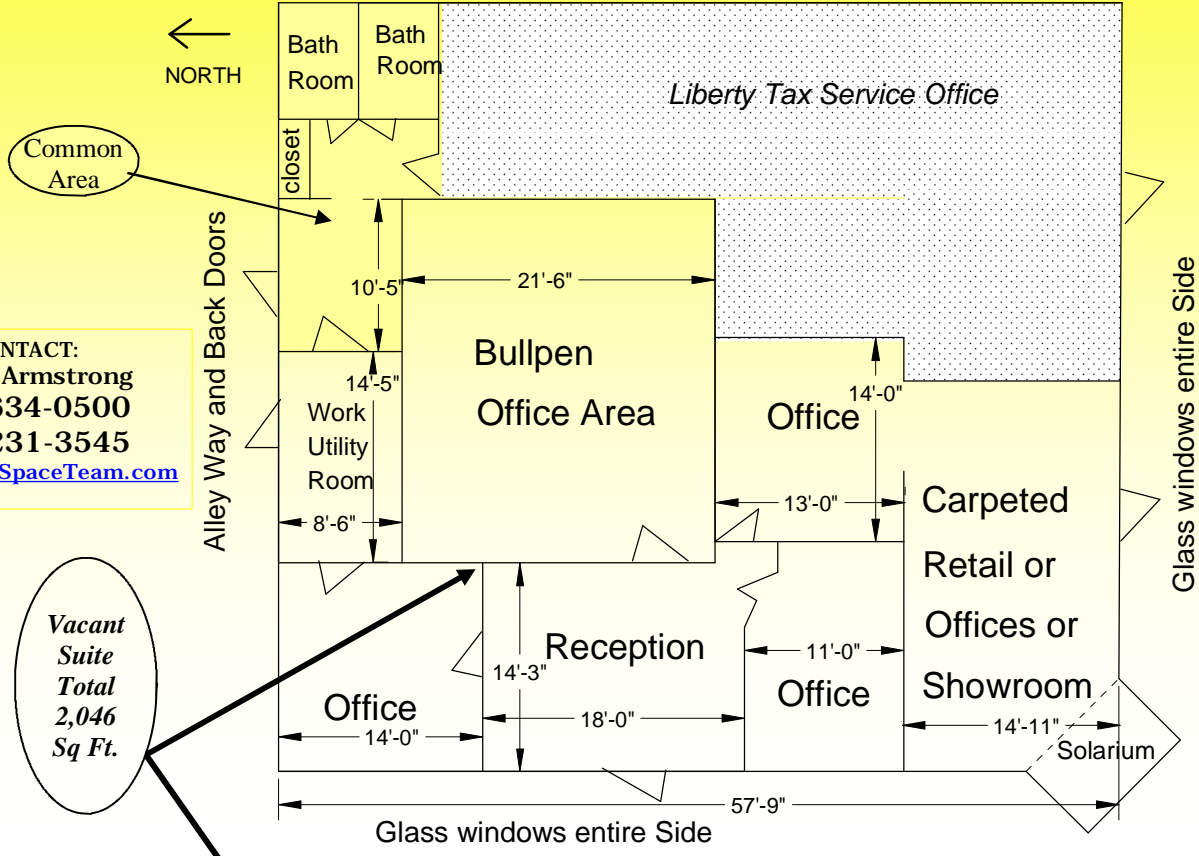 NORTH
Bath
Room
Bath
Room
Liberty Tax Service Office
Common
Area
closet
Alley Way and Back Doors
10'-5"
21'-6"
Bullpen
Office Area
NTACT:
Armstrong
634-0500
231-3545
SpaceTeam.com
14'-5"
Work
Utility
Room
8'-6"
14'-0"
Office
13'-0"
Carpeted
Retail or
Offices or
Showroom
14'-11"
Solarium
Glass windows entire Side
Vacant
Suite
Total
2,046
Sq Ft.
Office
14'-0"
14'-3"
Reception
18'-0"
11'-0"
Office
57'-9"
Glass windows entire Side